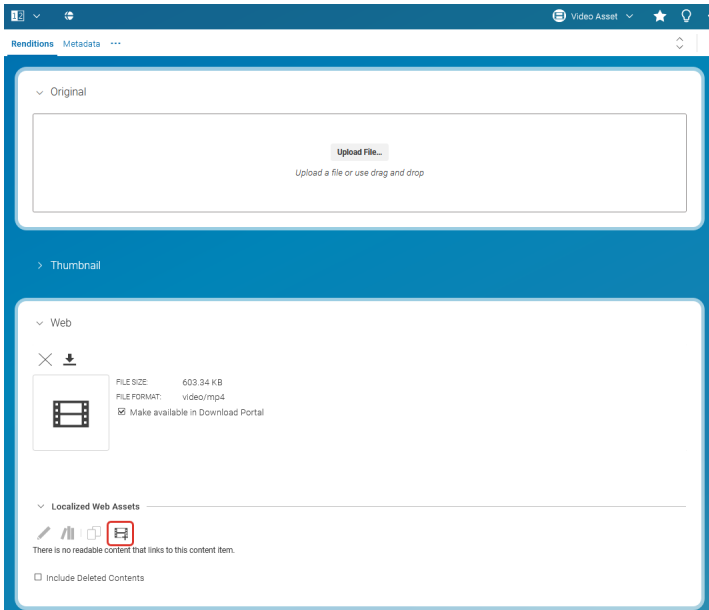 Video Asset
Renditions Metadata ...
Original
Upload File...
Upload a file or use drag and drop
Thumbnail
Web
FILE SIZE: 603.34 KB
FILE FORMAT: video/mp4
Make available in Download Portal
Localized Web Assets
There is no readable content that links to this content item.
Include Deleted Contents